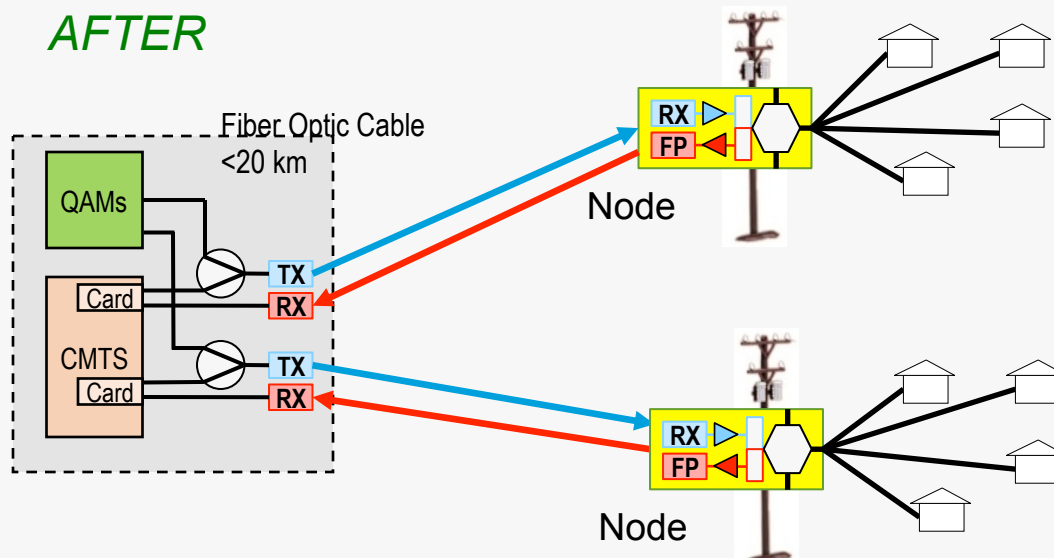 AFTER
Fiber Optic Cable
<20 km
QAMs
Card
CMTS
Card
TX
RX
TX
RX
RX
FP
Node
RX
FP
Node